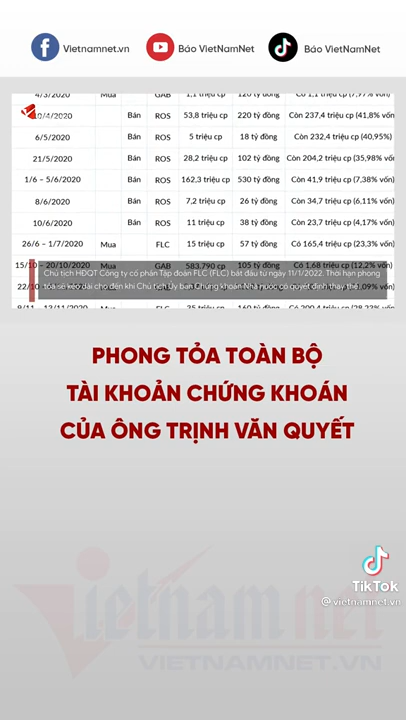 Vietnamnet.vn
Báo VietNamNet
Báo VietNamNet
4/3/2020 Mua GAB 1,1 triệu cp 120 tỷ đồng Có 1,1 triệu cp (7,97% vốn)
10/4/2020 Bán ROS 53,8 triệu cp 220 tỷ đồng Còn 237,4 triệu cp (41,8% vốn)
6/5/2020 Bán ROS 5 triệu cp 18 tỷ đồng Còn 232,4 triệu cp (40,95%)
21/5/2020 Bán ROS 28,2 triệu cp 102 tỷ đồng Còn 204,2 triệu cp (35,98% vốn)
1/6 – 5/6/2020 Bán ROS 162,3 triệu cp 530 tỷ đồng Còn 41,9 triệu cp (7,38% vốn)
8/6/2020 Bán ROS 7,2 triệu cp 26 tỷ đồng Còn 34,7 triệu cp (6,11% vốn)
10/6/2020 Bán ROS 11 triệu cp 38 tỷ đồng Còn 23,7 triệu cp (4,17% vốn)
26/6 – 1/7/2020 Mua FLC 15 triệu cp 57 tỷ đồng Có 165,4 triệu cp (23,3% vốn)
15/10 – 20/10/2020 Mua GAB 583.790 cp 105 tỷ đồng Có 1,68 triệu cp (12,2% vốn)
Chủ tịch HĐQT Công ty cổ phần Tập đoàn FLC (FLC) bắt đầu từ ngày 11/1/2022. Thời hạn phong
tỏa sẽ kéo dài cho đến khi Chủ tịch Ủy ban Chứng khoán Nhà nước có quyết định thay thế.
PHONG TỎA TOÀN BỘ
TÀI KHOẢN CHỨNG KHOÁN
CỦA ÔNG TRỊNH VĂN QUYẾT
TikTok
@vietnamnet.vn
vietnamnet
VIETNAMNET.VN